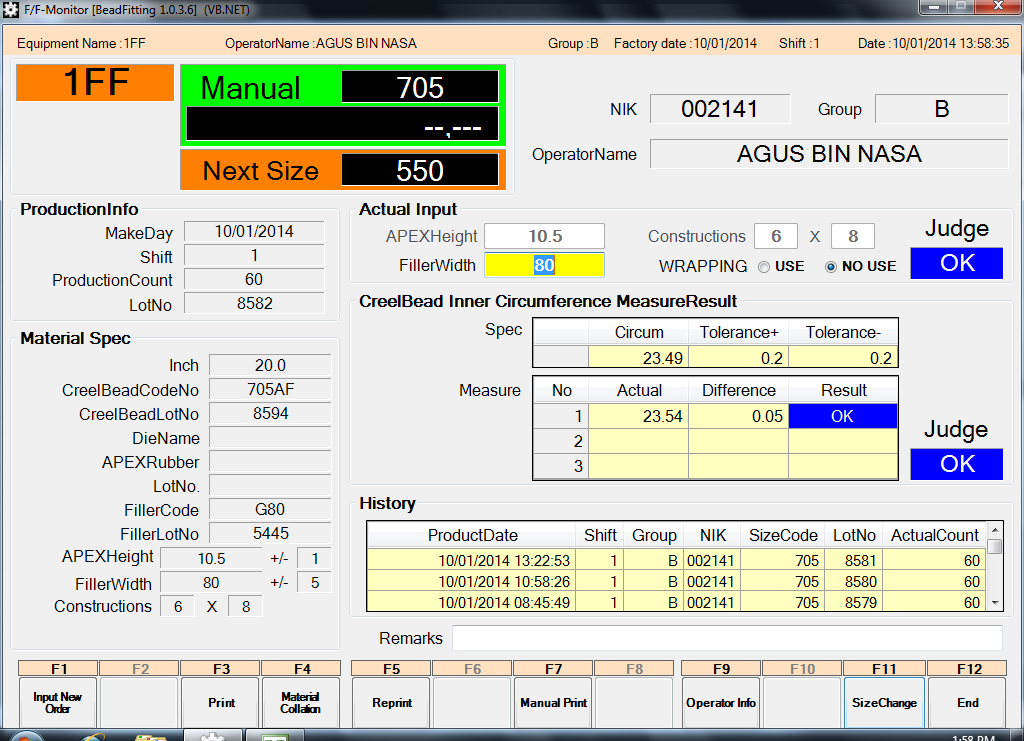 F/F-Monitor [BeadFitting 1.0.3.6] (VB.NET)
Equipment Name :1FF OperatorName :AGUS BIN NASA Group :B Factory date :10/01/2014 Shift :1 Date :10/01/2014 13:58:35
1FF
Manual 705
--,---
Next Size 550
NIK 002141 Group B
OperatorName AGUS BIN NASA
ProductionInfo
MakeDay 10/01/2014
Shift 1
ProductionCount 60
LotNo 8582
Material Spec
Inch 20.0
CreelBeadCodeNo 705AF
CreelBeadLotNo 8594
DieName
APEXRubber
LotNo.
FillerCode G80
FillerLotNo 5445
APEXHeight 10.5 +/- 1
FillerWidth 80 +/- 5
Constructions 6 X 8
Actual Input
APEXHeight 10.5 Constructions 6 X 8
FillerWidth 80 WRAPPING USE NO USE
Judge
OK
CreelBead Inner Circumference MeasureResult
Spec Circum Tolerance+ Tolerance-
23.49 0.2 0.2
Measure No Actual Difference Result
1 23.54 0.05 OK
2
3
Judge
OK
History
ProductDate Shift Group NIK SizeCode LotNo ActualCount
10/01/2014 13:22:53 1 B 002141 705 8581 60
10/01/2014 10:58:26 1 B 002141 705 8580 60
10/01/2014 08:45:49 1 B 002141 705 8579 60
Remarks
F1 F2 F3 F4 F5 F6 F7 F8 F9 F10 F11 F12
Input New Order Print Material Collation Reprint Manual Print Operator Info SizeChange End
1:58 PM